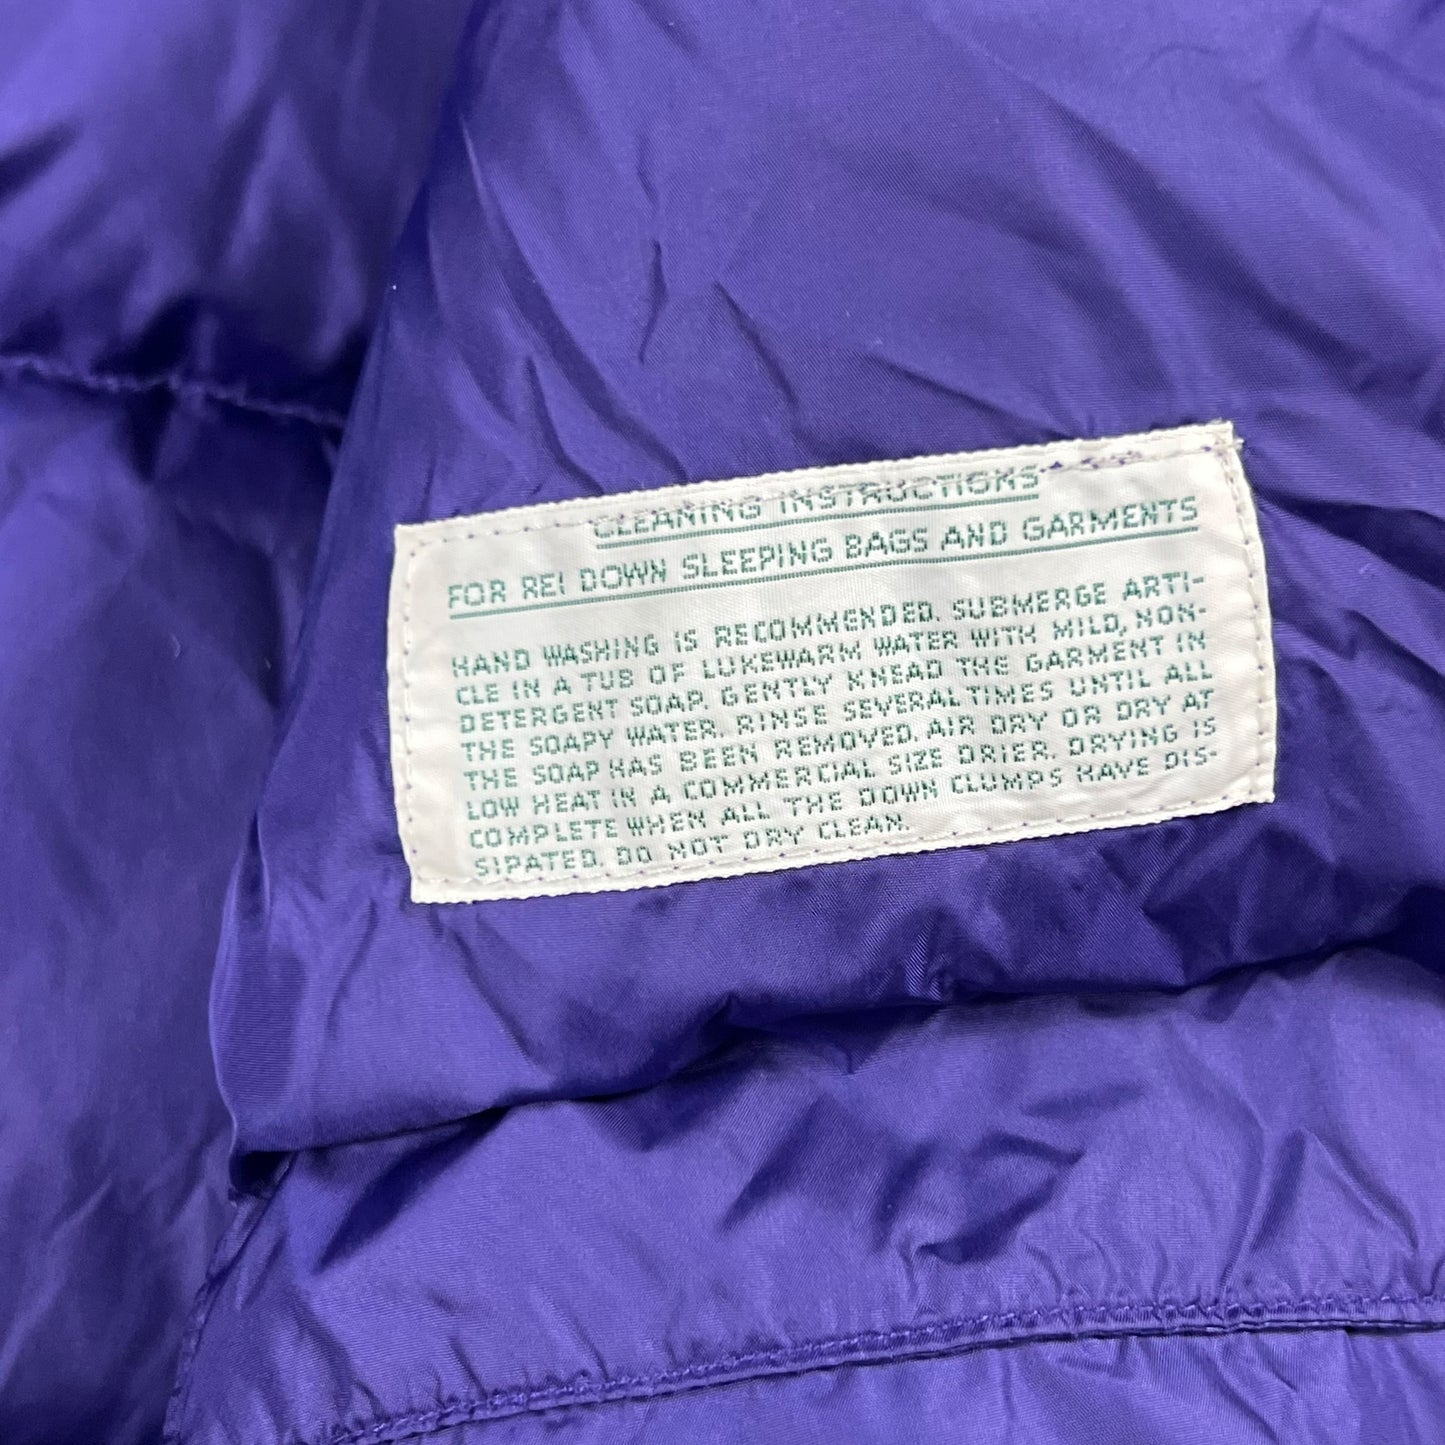 CLEANING INSTRUCTIONS
FOR REI DOWN SLEEPING BAGS AND GARMENTS
HAND WASHING IS RECOMMENDED. SUBMERGE ARTI-
CLE IN A TUB OF LUKEWARM WATER WITH MILD, NON-
DETERGENT SOAP. GENTLY KNEAD THE GARMENT IN
THE SOAPY WATER. RINSE SEVERAL TIMES UNTIL ALL
THE SOAP HAS BEEN REMOVED. AIR DRY OR DRY AT
LOW HEAT IN A COMMERCIAL SIZE DRIER. DRYING IS
COMPLETE WHEN ALL THE DOWN CLUMPS HAVE DIS-
SIPATED. DO NOT DRY CLEAN.